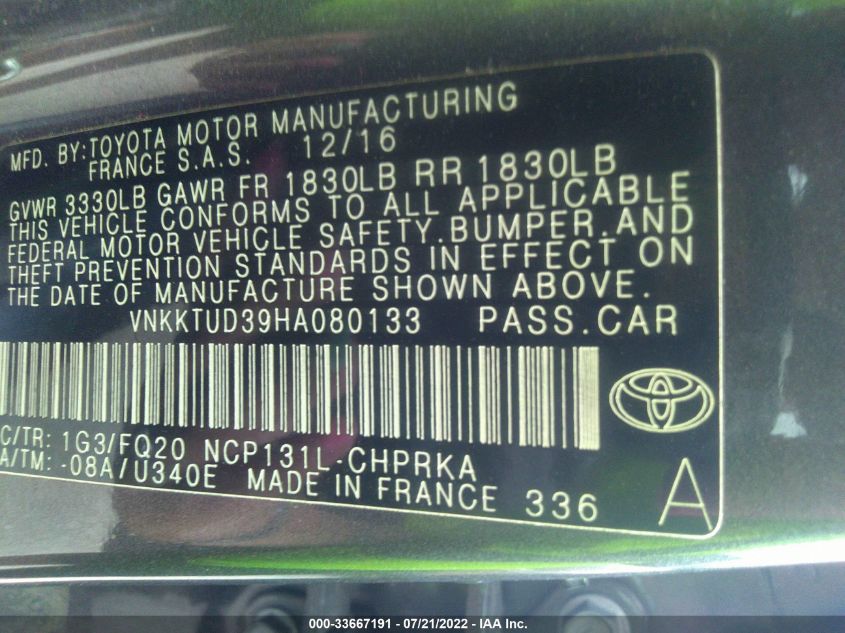 MFD. BY:TOYOTA MOTOR MANUFACTURING
FRANCE S.A.S. 12/16
GVWR 3330LB GAWR FR 1830LB RR 1830LB
THIS VEHICLE CONFORMS TO ALL APPLICABLE
FEDERAL MOTOR VEHICLE SAFETY.BUMPER.AND
THEFT PREVENTION STANDARDS IN EFFECT ON
THE DATE OF MANUFACTURE SHOWN ABOVE.
VNKKTUD39HA080133 PASS.CAR
C/TR: 1G3/FQ20 NCP131L-CHPRKA
A/TM: -08A/U340E MADE IN FRANCE 336 A
000-33667191 - 07/21/2022 - IAA Inc.